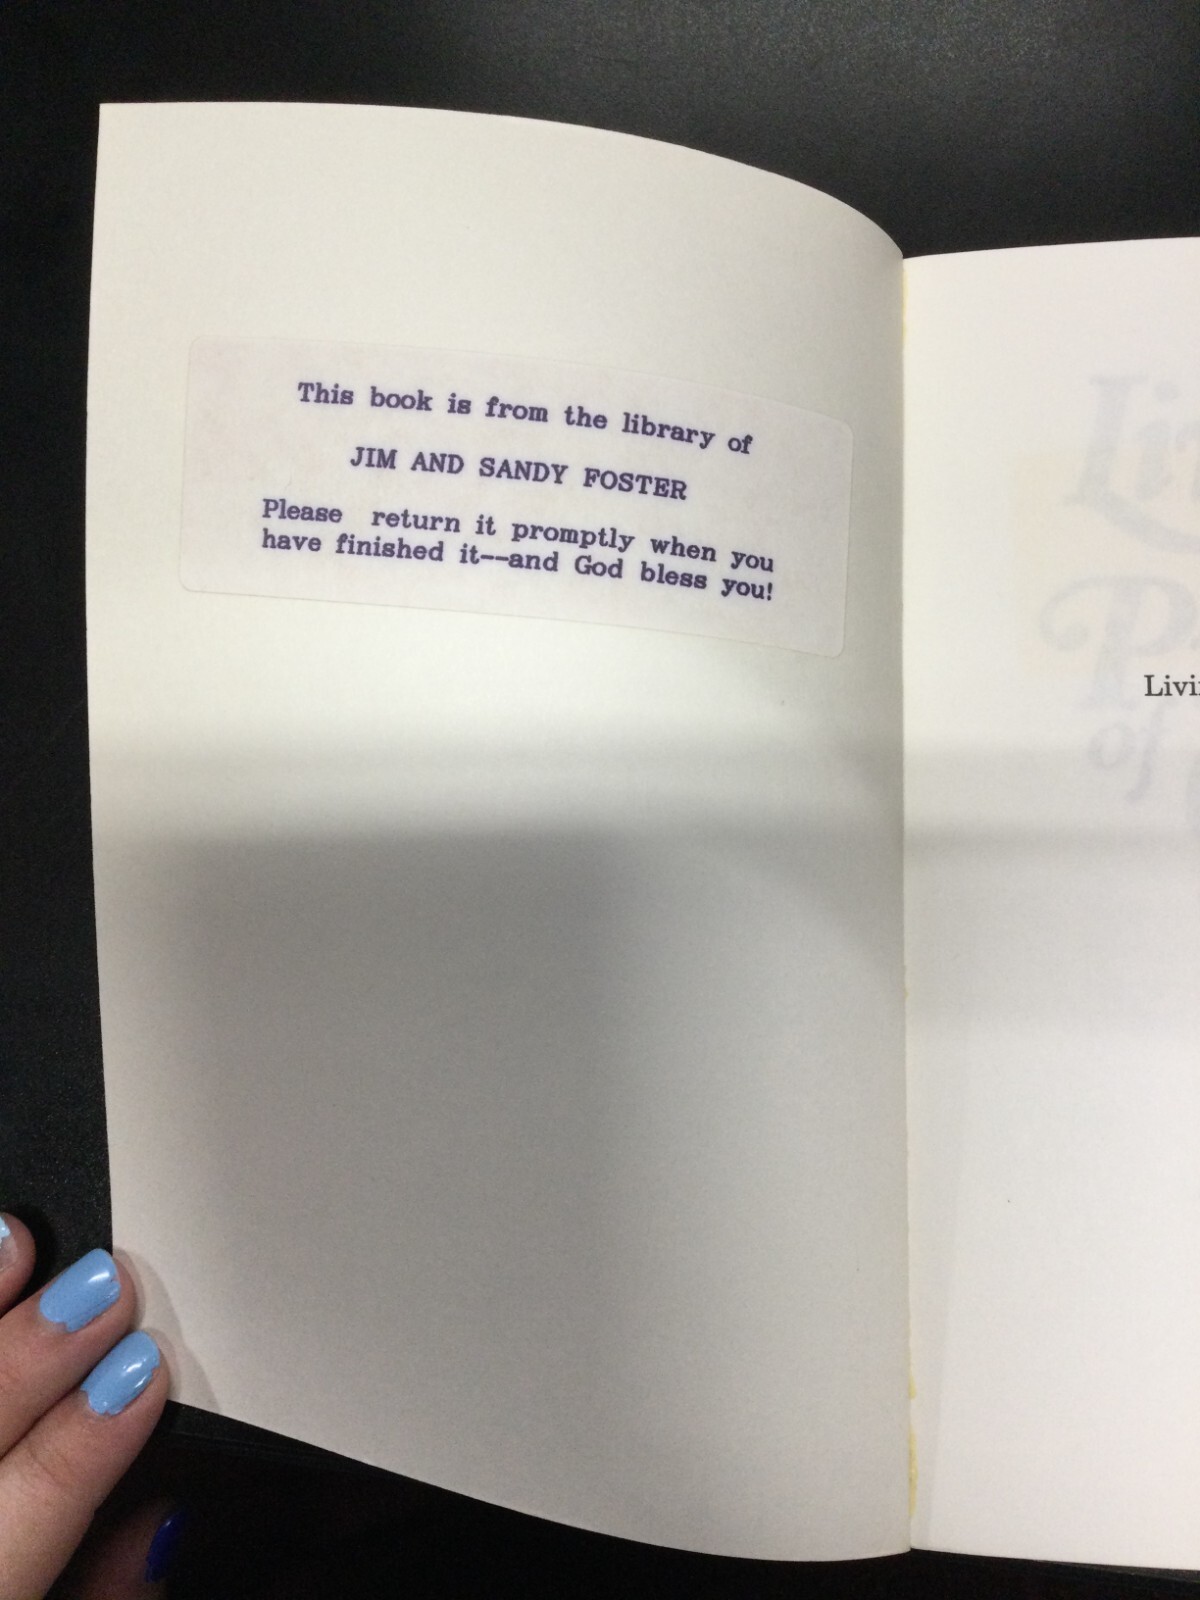 This book is from the library of
JIM AND SANDY FOSTER
Please return it promptly when you
have finished it--and God bless you!